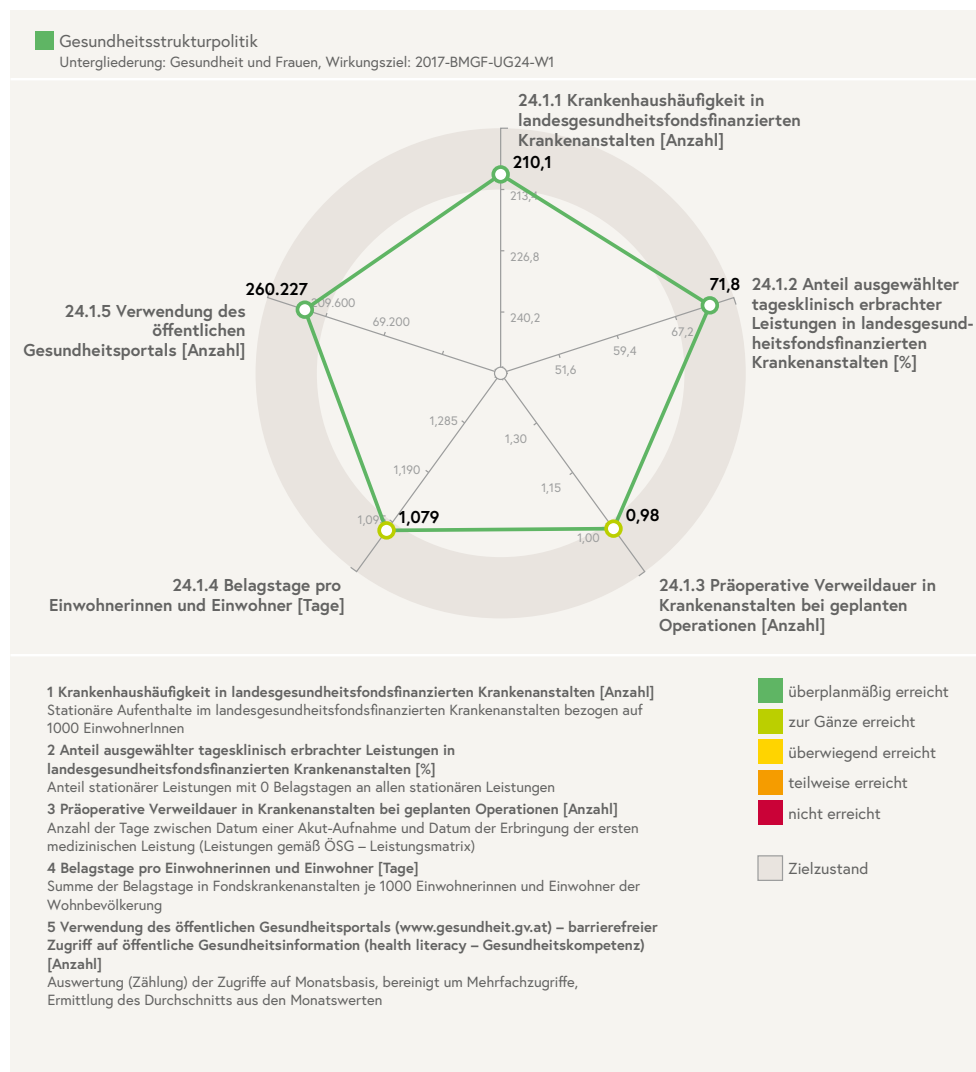 Gesundheitsstrukturpolitik
Untergliederung: Gesundheit und Frauen, Wirkungsziel: 2017-BMGF-UG24-W1
24.1.1 Krankenhaushäufigkeit in
landesgesundheitsfondsfinanzierten
Krankenanstalten [Anzahl]
210,1
213,4
226,8
240,2
71,8
24.1.2 Anteil ausgewählter
tagesklinisch erbrachter
Leistungen in landesgesund-
heitsfondsfinanzierten
Krankenanstalten [%]
67,2
59,4
51,6
260.227
209.600
69.200
24.1.5 Verwendung des
öffentlichen
Gesundheitsportals [Anzahl]
1,285
1,190
1,095
1,079
1,30
1,15
1,00
0,98
24.1.4 Belagstage pro
Einwohnerinnen und Einwohner [Tage]
24.1.3 Präoperative Verweildauer in
Krankenanstalten bei geplanten
Operationen [Anzahl]
1 Krankenhaushäufigkeit in landesgesundheitsfondsfinanzierten Krankenanstalten [Anzahl]
Stationäre Aufenthalte im landesgesundheitsfondsfinanzierten Krankenanstalten bezogen auf
1000 EinwohnerInnen
2 Anteil ausgewählter tagesklinisch erbrachter Leistungen in
landesgesundheitsfondsfinanzierten Krankenanstalten [%]
Anteil stationärer Leistungen mit 0 Belagstagen an allen stationären Leistungen
3 Präoperative Verweildauer in Krankenanstalten bei geplanten Operationen [Anzahl]
Anzahl der Tage zwischen Datum einer Akut-Aufnahme und Datum der Erbringung der ersten
medizinischen Leistung (Leistungen gemäß ÖSG – Leistungsmatrix)
4 Belagstage pro Einwohnerinnen und Einwohner [Tage]
Summe der Belagstage in Fondskrankenanstalten je 1000 Einwohnerinnen und Einwohner der
Wohnbevölkerung
5 Verwendung des öffentlichen Gesundheitsportals (www.gesundheit.gv.at) – barrierefreier
Zugriff auf öffentliche Gesundheitsinformation (health literacy – Gesundheitskompetenz)
[Anzahl]
Auswertung (Zählung) der Zugriffe auf Monatsbasis, bereinigt um Mehrfachzugriffe,
Ermittlung des Durchschnitts aus den Monatswerten
überplanmäßig erreicht
zur Gänze erreicht
überwiegend erreicht
teilweise erreicht
nicht erreicht
Zielzustand